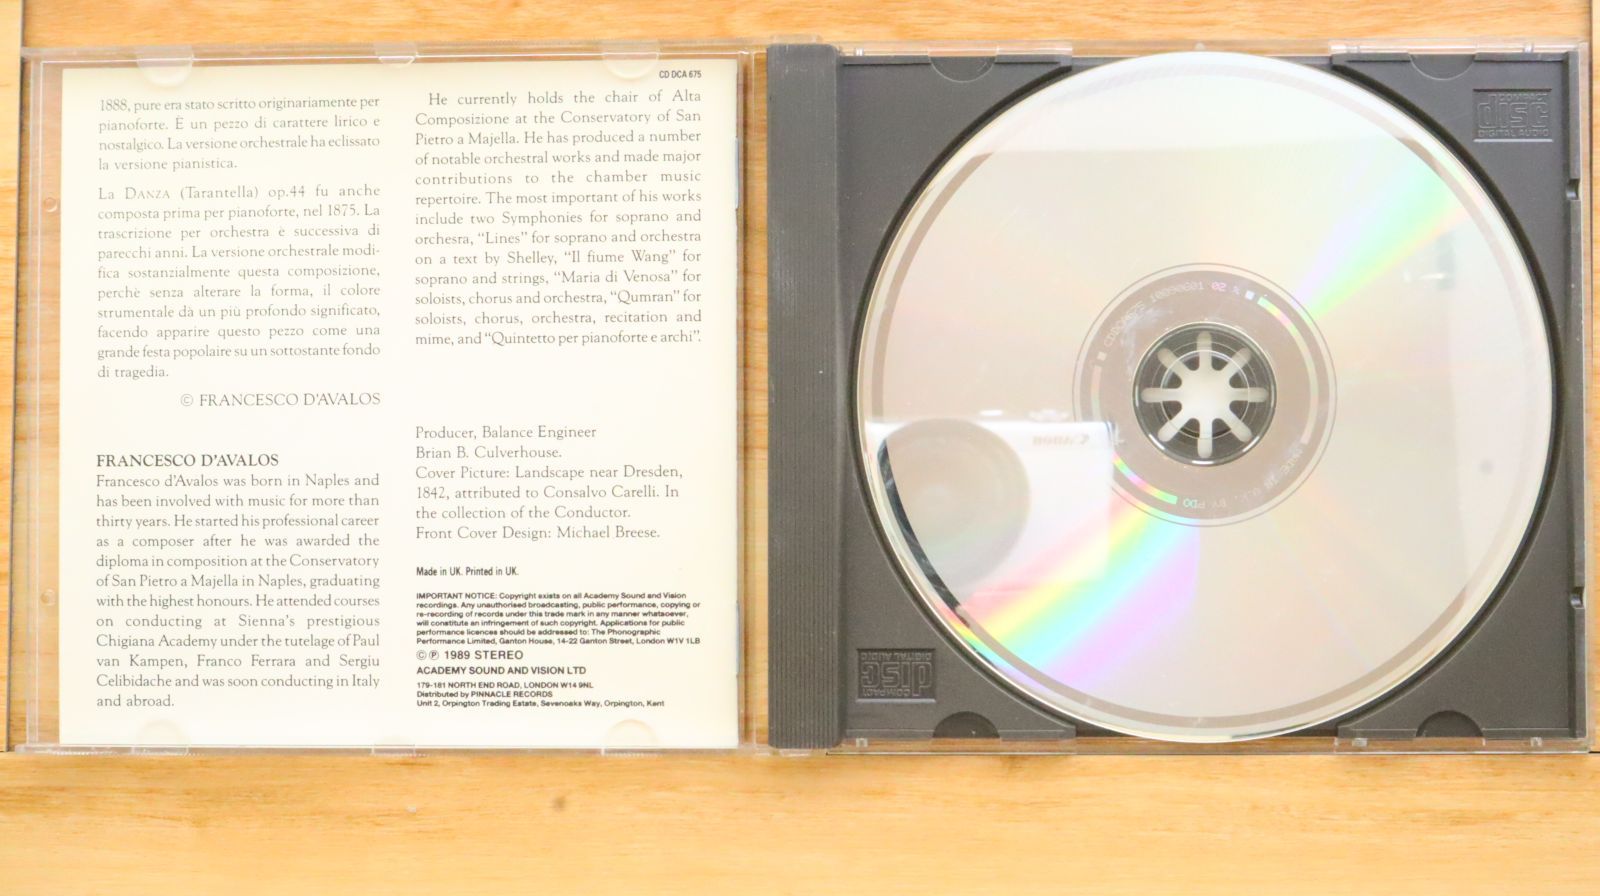 CD DCA 675
1888, pure era stato scritto originariamente per
pianoforte. È un pezzo di carattere lirico e
nostalgico. La versione orchestrale ha eclissato
la versione pianistica.
La DANZA (Tarantella) op.44 fu anche
composta prima per pianoforte, nel 1875. La
trascrizione per orchestra è successiva di
parecchi anni. La versione orchestrale modi-
fica sostanzialmente questa composizione,
perchè senza alterare la forma, il colore
strumentale dà un più profondo significato,
facendo apparire questo pezzo come una
grande festa popolare su un sottostante fondo
di tragedia.
© FRANCESCO D'AVALOS
FRANCESCO D'AVALOS
Francesco d'Avalos was born in Naples and
has been involved with music for more than
thirty years. He started his professional career
as a composer after he was awarded the
diploma in composition at the Conservatory
of San Pietro a Majella in Naples, graduating
with the highest honours. He attended courses
on conducting at Sienna's prestigious
Chigiana Academy under the tutelage of Paul
van Kampen, Franco Ferrara and Sergiu
Celibidache and was soon conducting in Italy
and abroad.
He currently holds the chair of Alta
Composizione at the Conservatory of San
Pietro a Majella. He has produced a number
of notable orchestral works and made major
contributions to the chamber music
repertoire. The most important of his works
include two Symphonies for soprano and
orchesra, "Lines" for soprano and orchestra
on a text by Shelley, "Il fiume Wang" for
soprano and strings, "Maria di Venosa" for
soloists, chorus and orchestra, "Qumran" for
soloists, chorus, orchestra, recitation and
mime, and "Quintetto per pianoforte e archi".
Producer, Balance Engineer
Brian B. Culverhouse.
Cover Picture: Landscape near Dresden,
1842, attributed to Consalvo Carelli. In
the collection of the Conductor.
Front Cover Design: Michael Breese.
Made in UK. Printed in UK.
IMPORTANT NOTICE: Copyright exists on all Academy Sound and Vision
recordings. Any unauthorised broadcasting, public performance, copying or
re-recording of records under this trade mark in any manner whatsoever,
will constitute an infringement of such copyright. Applications for public
performance licences should be addressed to: The Phonographic
Performance Limited, Ganton House, 14-22 Ganton Street, London W1V 1LB
© ℗ 1989 STEREO
ACADEMY SOUND AND VISION LTD
179-181 NORTH END ROAD, LONDON W14 9NL
Distributed by PINNACLE RECORDS
Unit 2, Orpington Trading Estate, Sevenoaks Way, Orpington, Kent
COMPACT
disc
DIGITAL AUDIO
CDDCA675 10090601 02
MADE IN U.K. BY PDO
Canon
COMPACT
disc
DIGITAL AUDIO